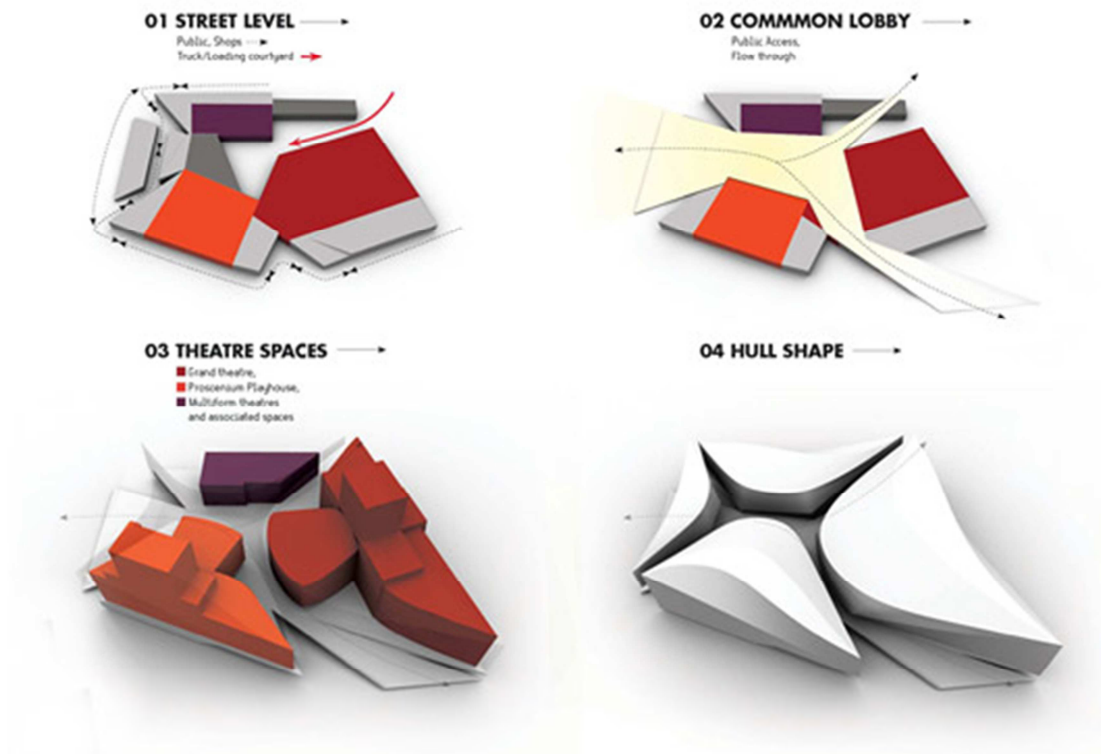 01 STREET LEVEL
Public, Shops
Truck/Loading courtyard
02 COMMMON LOBBY
Public Access,
Flow through
03 THEATRE SPACES
Grand theatre,
Proscenium Playhouse,
Multiform theatres
and associated spaces
04 HULL SHAPE